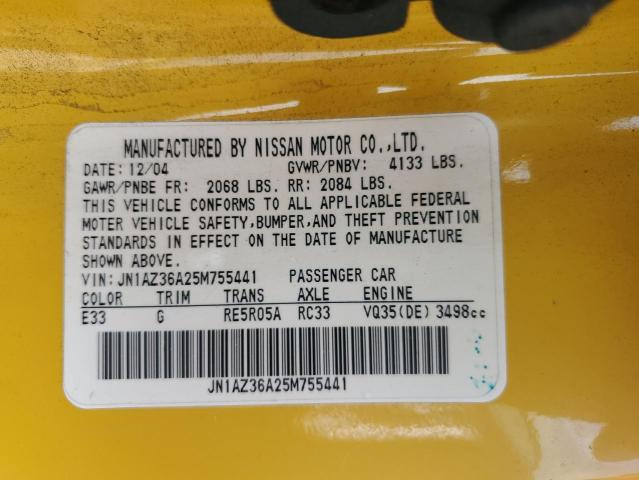 MANUFACTURED BY NISSAN MOTOR CO.,LTD.
DATE: 12/04 GVWR/PNBV: 4133 LBS.
GAWR/PNBE FR: 2068 LBS. RR: 2084 LBS.
THIS VEHICLE CONFORMS TO ALL APPLICABLE FEDERAL
MOTOR VEHICLE SAFETY,BUMPER,AND THEFT PREVENTION
STANDARDS IN EFFECT ON THE DATE OF MANUFACTURE
SHOWN ABOVE.
VIN: JN1AZ36A25M755441 PASSENGER CAR
COLOR TRIM TRANS AXLE ENGINE
E33 G RE5R05A RC33 VQ35(DE) 3498cc
JN1AZ36A25M755441